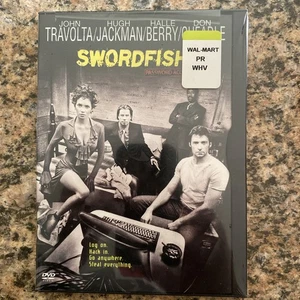 JOHN HUGH HALLE DON
TRAVOLTA/JACKMAN/BERRY/CHEADLE
SWORDFISH
WAL-MART
PR
WHV
Log on.
Hack in.
Go anywhere.
Steal everything.
DVD